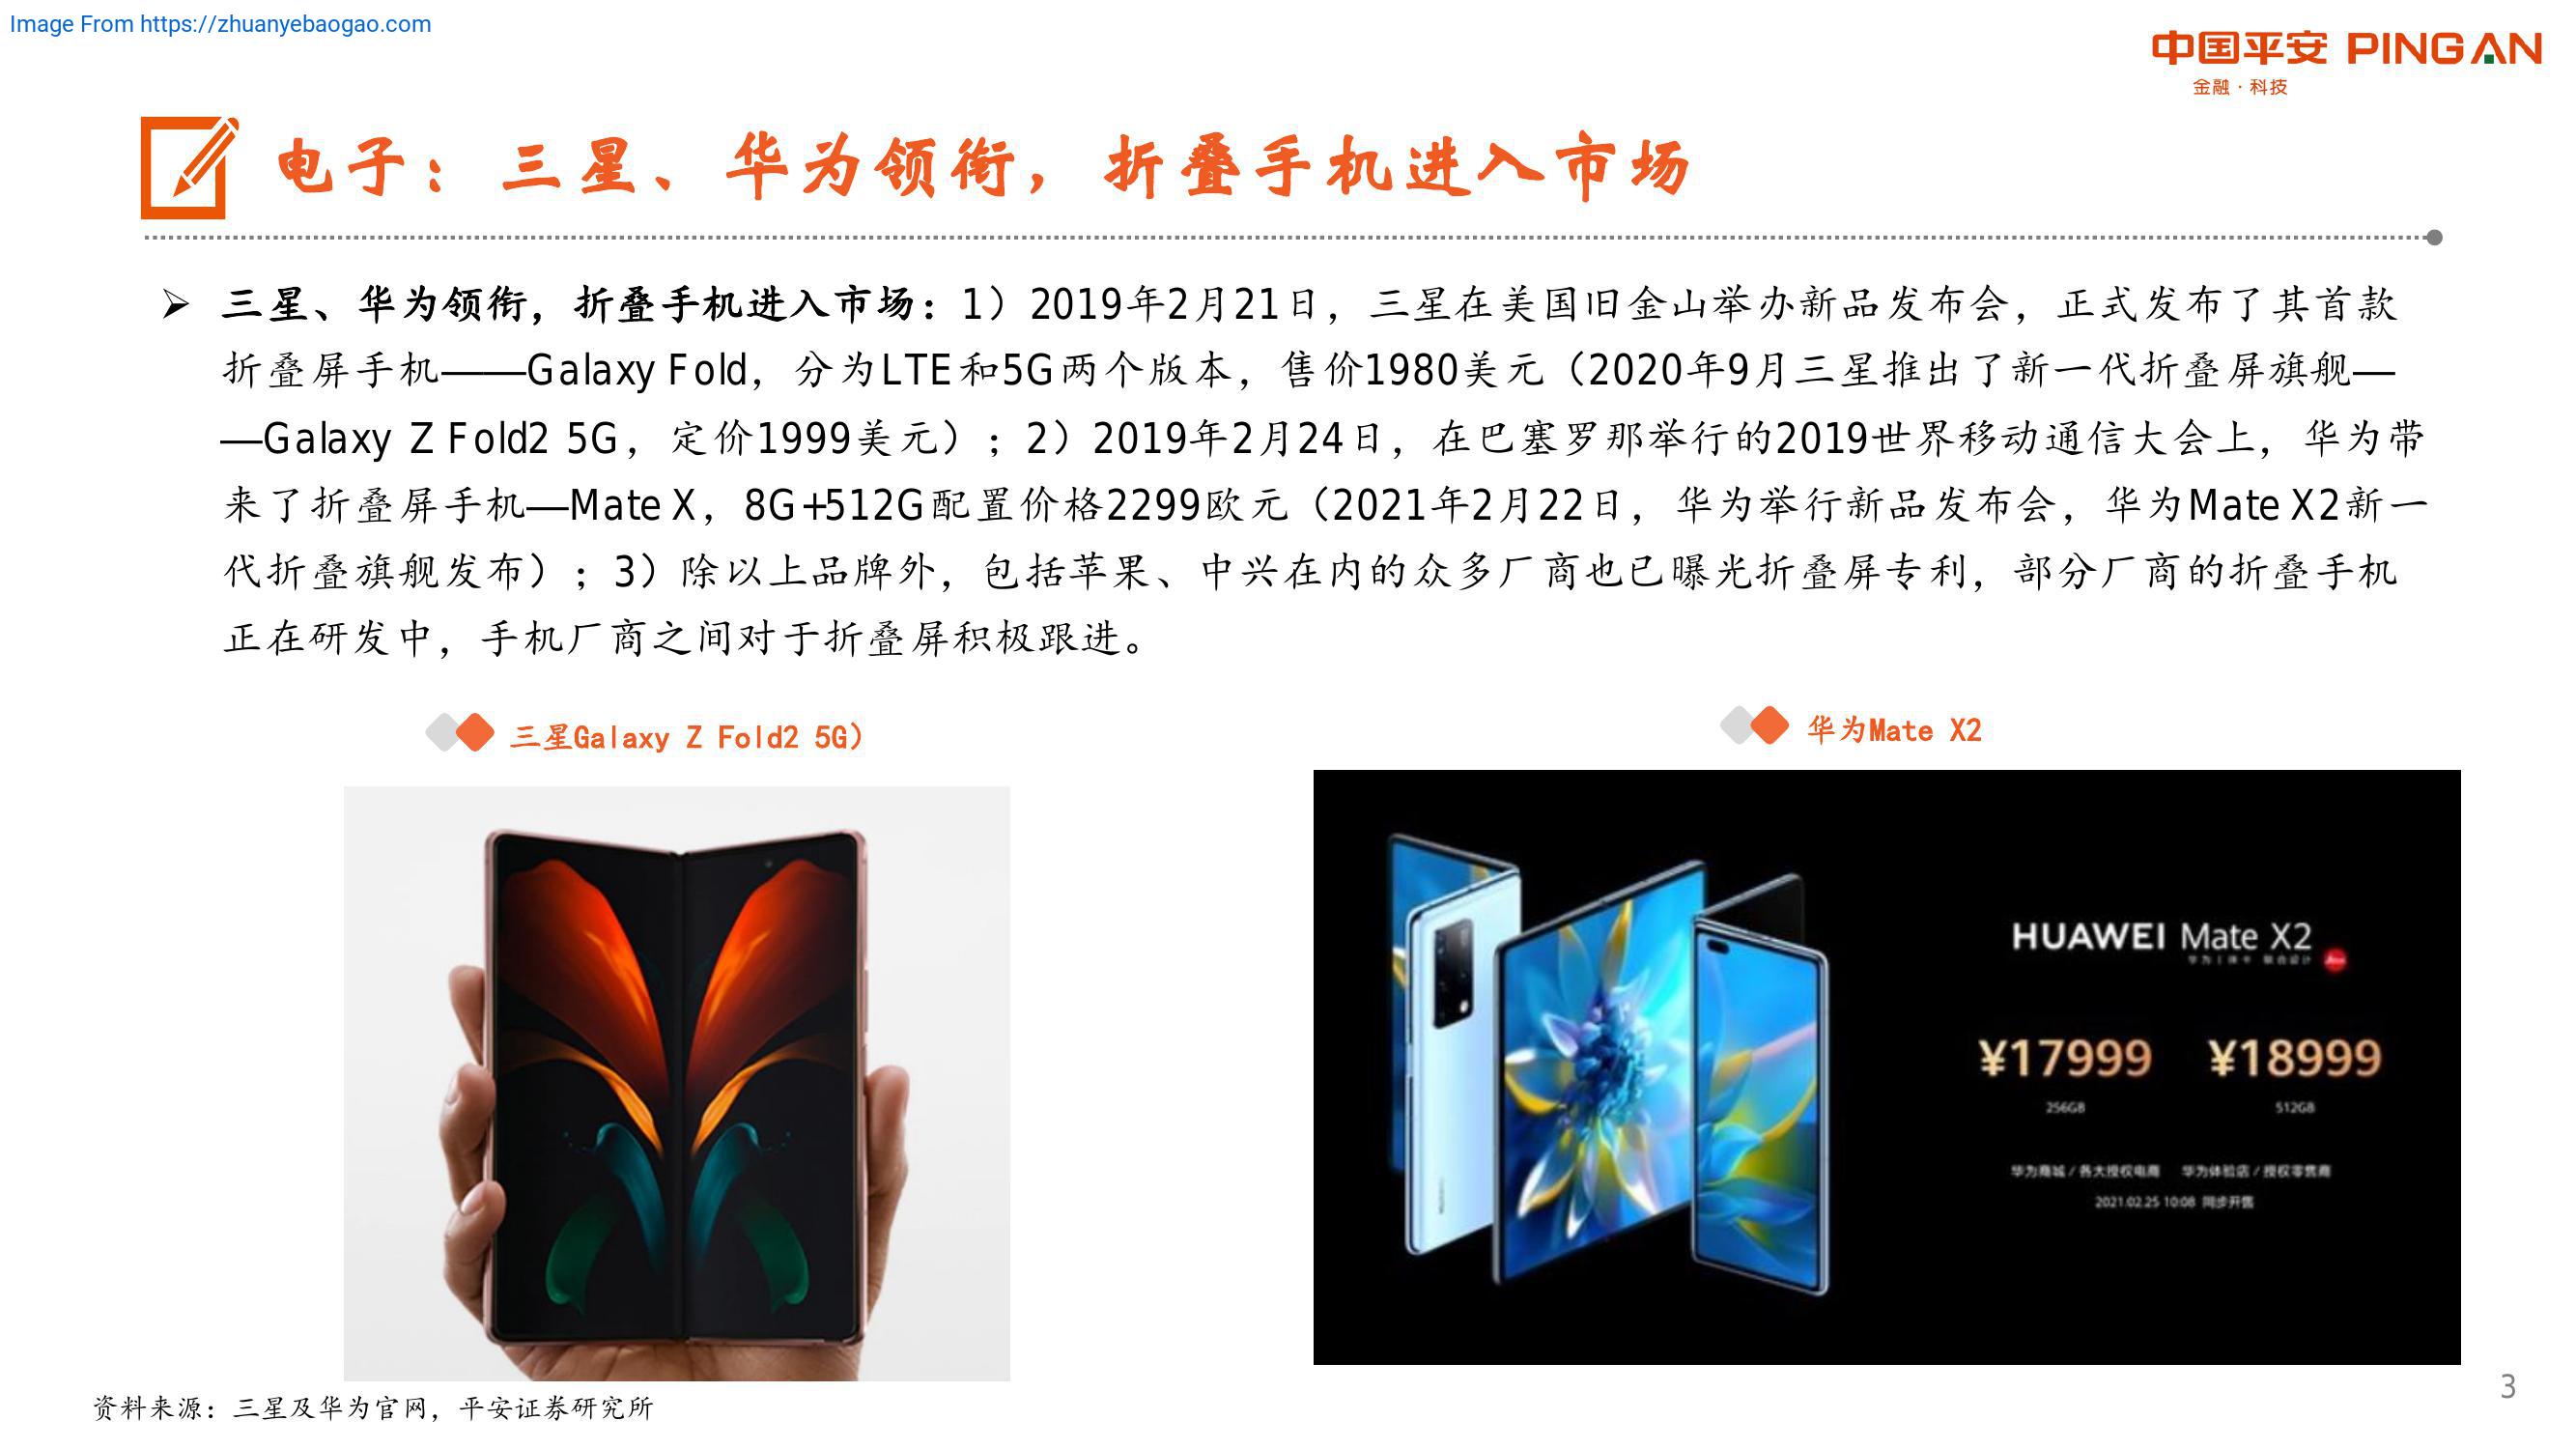 Image From https://zhuanyebaogao.com
中国平安 PINGAN
金融·科技
电子：三星、华为领衔，折叠手机进入市场
➢ 三星、华为领衔，折叠手机进入市场：1）2019年2月21日，三星在美国旧金山举办新品发布会，正式发布了其首款
折叠屏手机——Galaxy Fold，分为LTE和5G两个版本，售价1980美元（2020年9月三星推出了新一代折叠屏旗舰—
—Galaxy Z Fold2 5G，定价1999美元）；2）2019年2月24日，在巴塞罗那举行的2019世界移动通信大会上，华为带
来了折叠屏手机—Mate X，8G+512G配置价格2299欧元（2021年2月22日，华为举行新品发布会，华为Mate X2新一
代折叠旗舰发布）；3）除以上品牌外，包括苹果、中兴在内的众多厂商也已曝光折叠屏专利，部分厂商的折叠手机
正在研发中，手机厂商之间对于折叠屏积极跟进。
三星Galaxy Z Fold2 5G）
华为Mate X2
HUAWEI Mate X2
华为 | 徕卡 联合设计
¥17999 ¥18999
256GB 512GB
华为商城 / 各大授权电商 华为体验店 / 授权零售商
2021.02.25 10:08 同步开售
资料来源：三星及华为官网，平安证券研究所
3